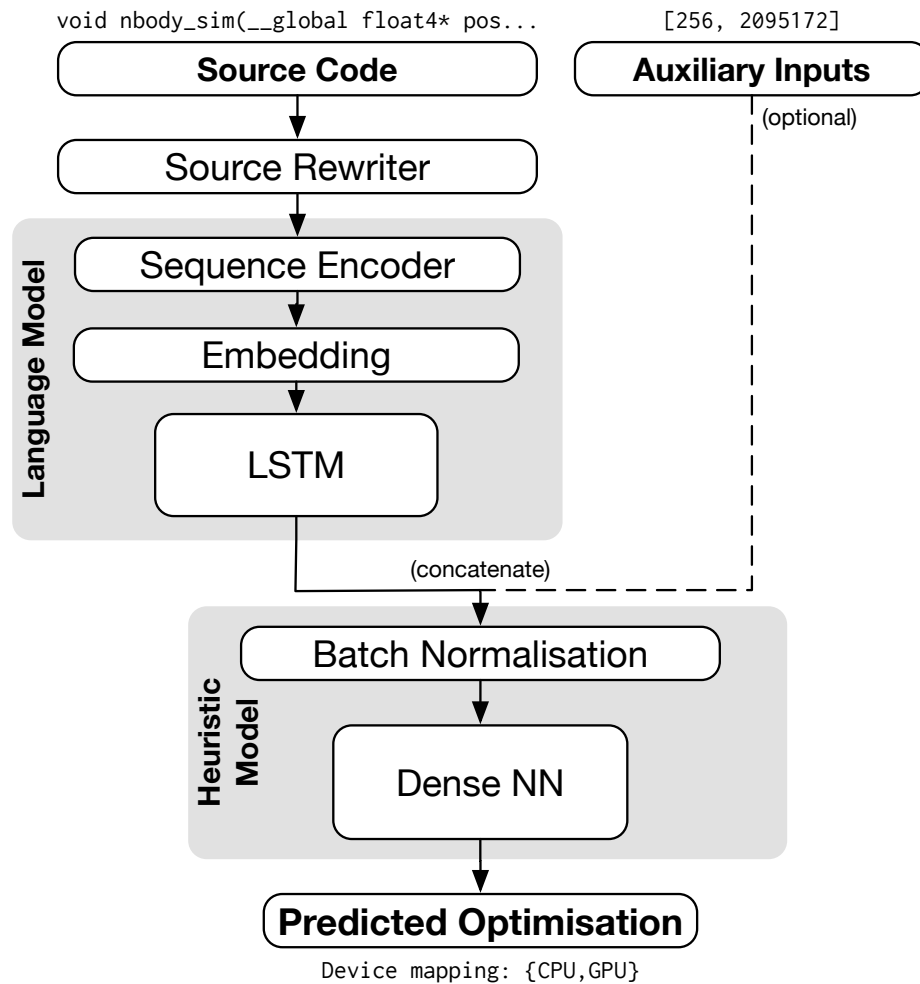 void nbody_sim(__global float4* pos...
[256, 2095172]
Source Code
Auxiliary Inputs
(optional)
Source Rewriter
Language Model
Sequence Encoder
Embedding
LSTM
(concatenate)
Heuristic
Model
Batch Normalisation
Dense NN
Predicted Optimisation
Device mapping: {CPU,GPU}